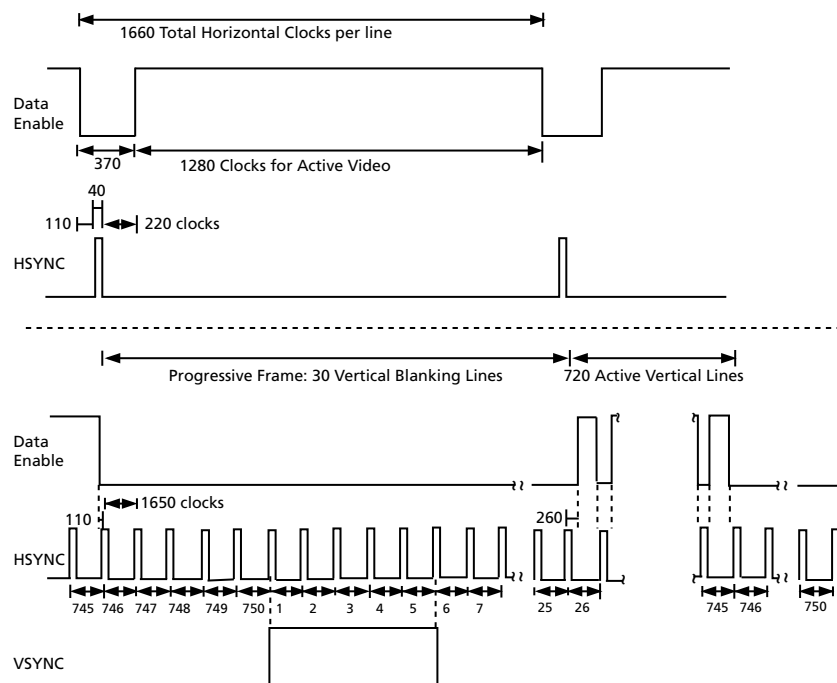 1660 Total Horizontal Clocks per line
Data
Enable
370
1280 Clocks for Active Video
40
110
220 clocks
HSYNC
Progressive Frame: 30 Vertical Blanking Lines
720 Active Vertical Lines
Data
Enable
1650 clocks
110
260
HSYNC
745 746 747 748 749 750 1 2 3 4 5 6 7 25 26 745 746 750
VSYNC